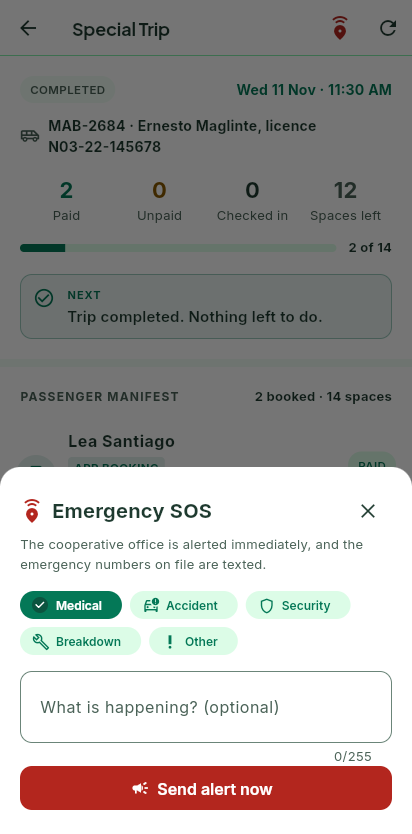 Special Trip
COMPLETED
Wed 11 Nov · 11:30 AM
MAB-2684 · Ernesto Maglinte, licence
N03-22-145678
2
0
0
12
Paid
Unpaid
Checked in
Spaces left
2 of 14
NEXT
Trip completed. Nothing left to do.
PASSENGER MANIFEST
2 booked · 14 spaces
Lea Santiago
APP BOOKING
PAID
Emergency SOS
The cooperative office is alerted immediately, and the
emergency numbers on file are texted.
Medical
Accident
Security
Breakdown
Other
What is happening? (optional)
0/255
Send alert now